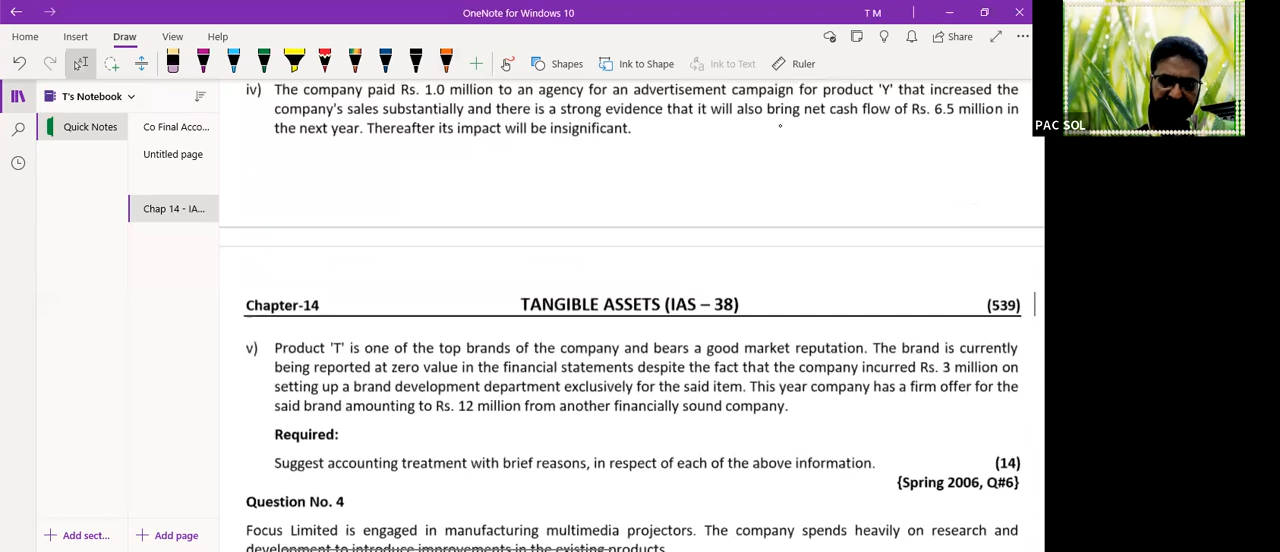 OneNote for Windows 10
T M
Home
Insert
Draw
View
Help
Share
Shapes
Ink to Shape
Ink to Text
Ruler
T's Notebook
Quick Notes
Co Final Acco...
Untitled page
Chap 14 - IA...
Add sect...
Add page
iv) The company paid Rs. 1.0 million to an agency for an advertisement campaign for product 'Y' that increased the
company's sales substantially and there is a strong evidence that it will also bring net cash flow of Rs. 6.5 million in
the next year. Thereafter its impact will be insignificant.
Chapter-14 TANGIBLE ASSETS (IAS – 38) (539)
v) Product 'T' is one of the top brands of the company and bears a good market reputation. The brand is currently
being reported at zero value in the financial statements despite the fact that the company incurred Rs. 3 million on
setting up a brand development department exclusively for the said item. This year company has a firm offer for the
said brand amounting to Rs. 12 million from another financially sound company.
Required:
Suggest accounting treatment with brief reasons, in respect of each of the above information. (14)
{Spring 2006, Q#6}
Question No. 4
Focus Limited is engaged in manufacturing multimedia projectors. The company spends heavily on research and
development to introduce improvements in the existing products.
PAC SOL